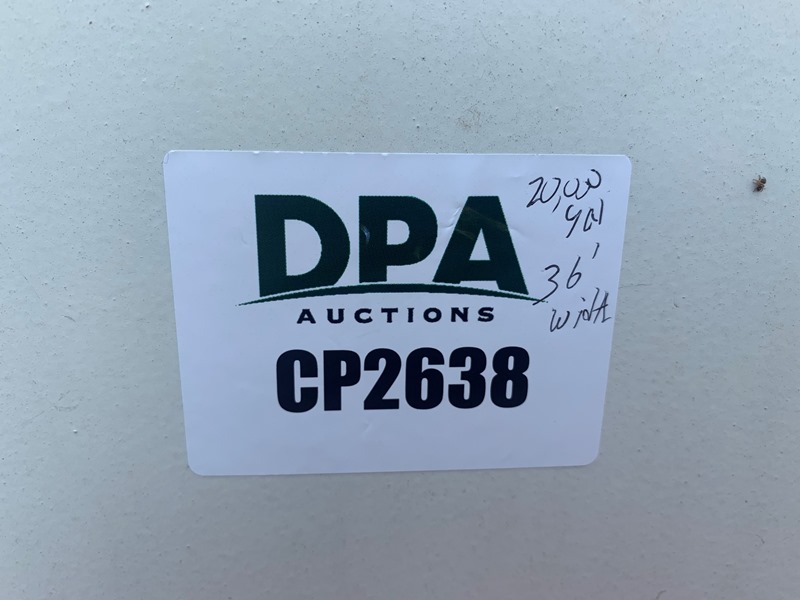 DPA
AUCTIONS
CP2638
20,000
gal
36'
width